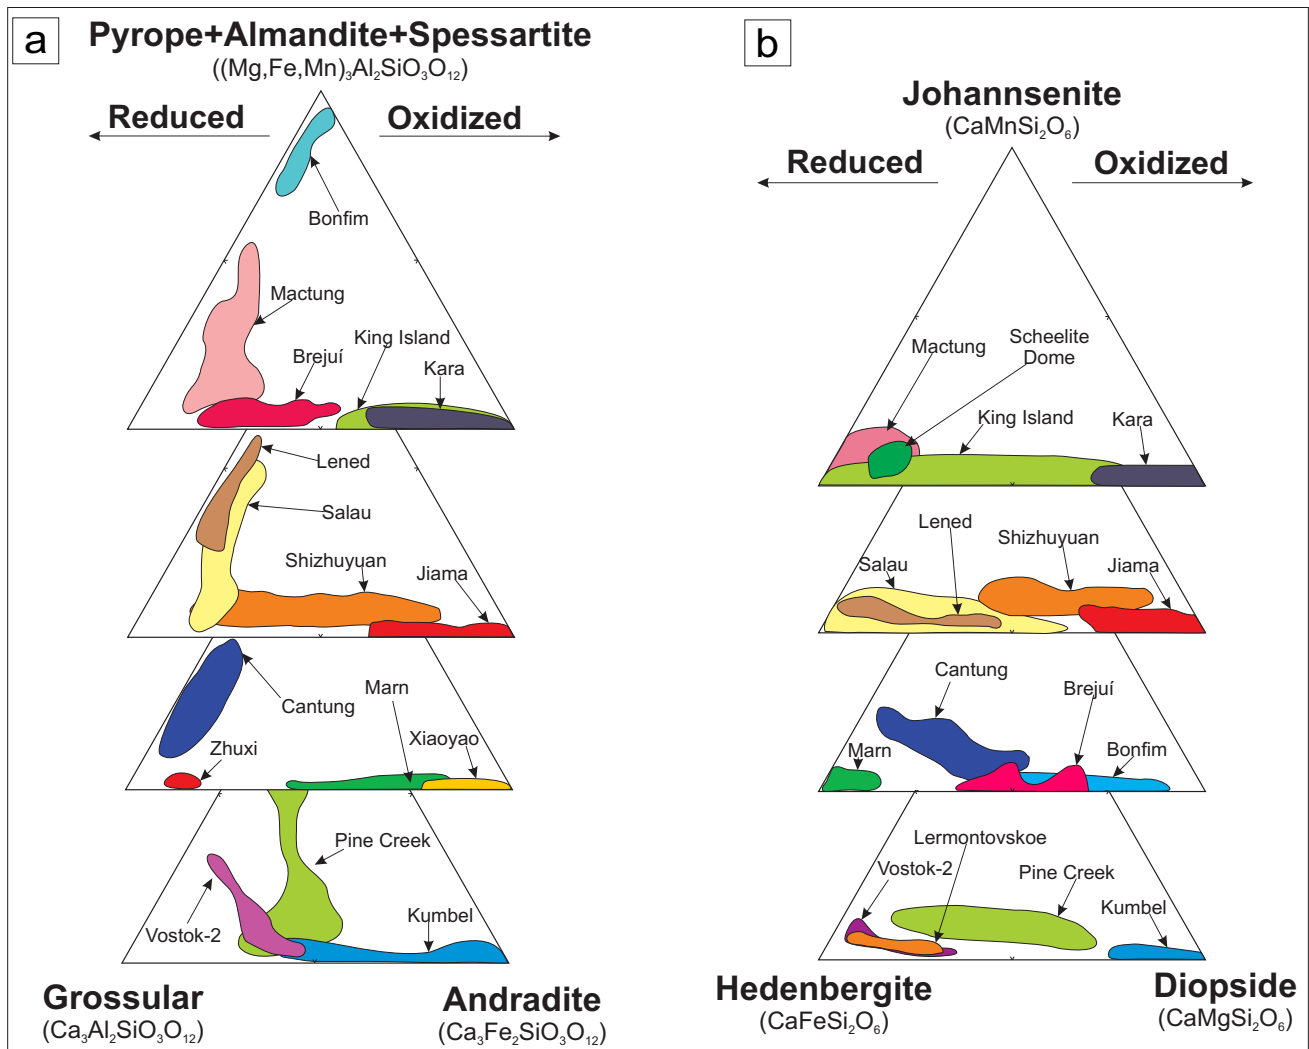 a
Pyrope+Almandite+Spessartite
((Mg,Fe,Mn)₃Al₂SiO₃O₁₂)
Reduced
Oxidized
Bonfim
Mactung
Brejuí
King Island
Kara
Lened
Salau
Shizhuyuan
Jiama
Cantung
Zhuxi
Marn
Xiaoyao
Pine Creek
Vostok-2
Kumbel
Grossular
(Ca₃Al₂SiO₃O₁₂)
Andradite
(Ca₃Fe₂SiO₃O₁₂)
b
Johannsenite
(CaMnSi₂O₆)
Reduced
Oxidized
Mactung
Scheelite
Dome
King Island
Kara
Lened
Shizhuyuan
Salau
Jiama
Cantung
Brejuí
Marn
Bonfim
Lermontovskoe
Vostok-2
Pine Creek
Kumbel
Hedenbergite
(CaFeSi₂O₆)
Diopside
(CaMgSi₂O₆)